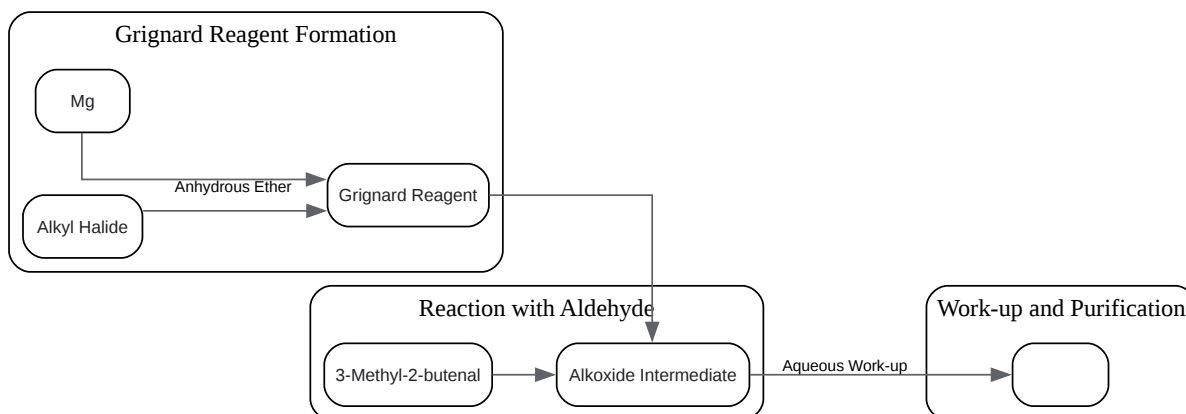 Grignard Reagent Formation
Mg
Anhydrous Ether
Grignard Reagent
Alkyl Halide
Reaction with Aldehyde
Work-up and Purification
3-Methyl-2-butenal
Alkoxide Intermediate
Aqueous Work-up